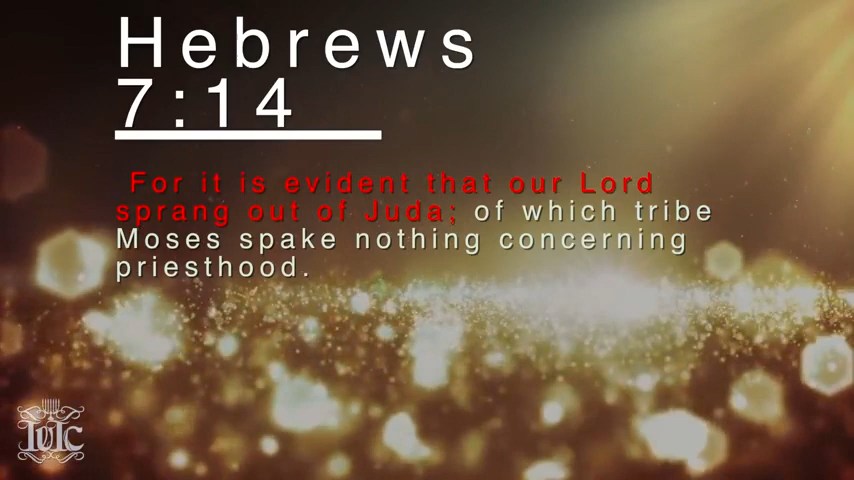 Hebrews
7:14
For it is evident that our Lord
sprang out of Juda; of which tribe
Moses spake nothing concerning
priesthood.
IUIC